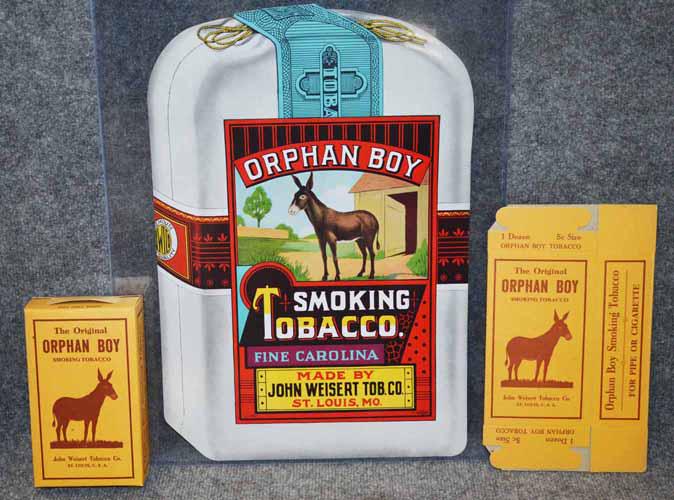 TOBA
ORPHAN BOY
SMOKING
TOBACCO.
FINE CAROLINA
MADE BY
JOHN WEISERT TOB.CO.
ST. LOUIS, MO.
The Original
ORPHAN BOY
SMOKING TOBACCO
John Weisert Tobacco Co.
ST. LOUIS, U.S.A.
1 Dozen 5c Size
ORPHAN BOY TOBACCO
The Original
ORPHAN BOY
SMOKING TOBACCO
John Weisert Tobacco Co.
ST. LOUIS, U.S.A.
ORPHAN BOY TOBACCO
1 Dozen 5c Size
Orphan Boy Smoking Tobacco
FOR PIPE OR CIGARETTE